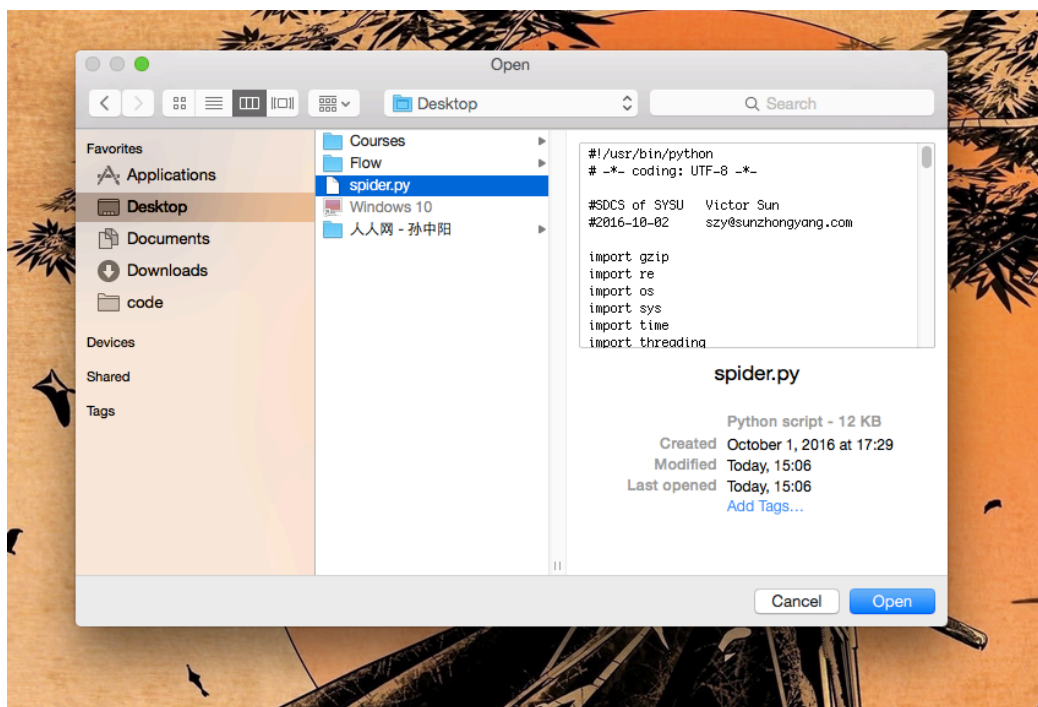 Open
Desktop
Search
Favorites
Applications
Desktop
Documents
Downloads
code
Devices
Shared
Tags
Courses
Flow
spider.py
Windows 10
人人网 - 孙中阳
#!/usr/bin/python
# -*- coding: UTF-8 -*-
#SDCS of SYSU Victor Sun
#2016-10-02 szy@sunzhongyang.com
import gzip
import re
import os
import sys
import time
import threading
spider.py
Python script - 12 KB
Created October 1, 2016 at 17:29
Modified Today, 15:06
Last opened Today, 15:06
Add Tags...
Cancel Open